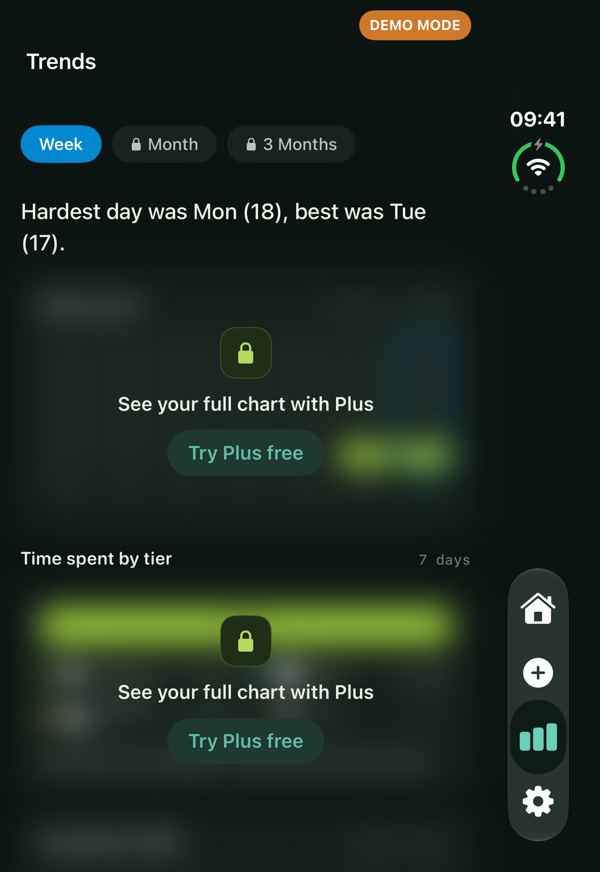 DEMO MODE
Trends
09:41
Week
Month
3 Months
Hardest day was Mon (18), best was Tue
(17).
See your full chart with Plus
Try Plus free
Time spent by tier
7 days
See your full chart with Plus
Try Plus free